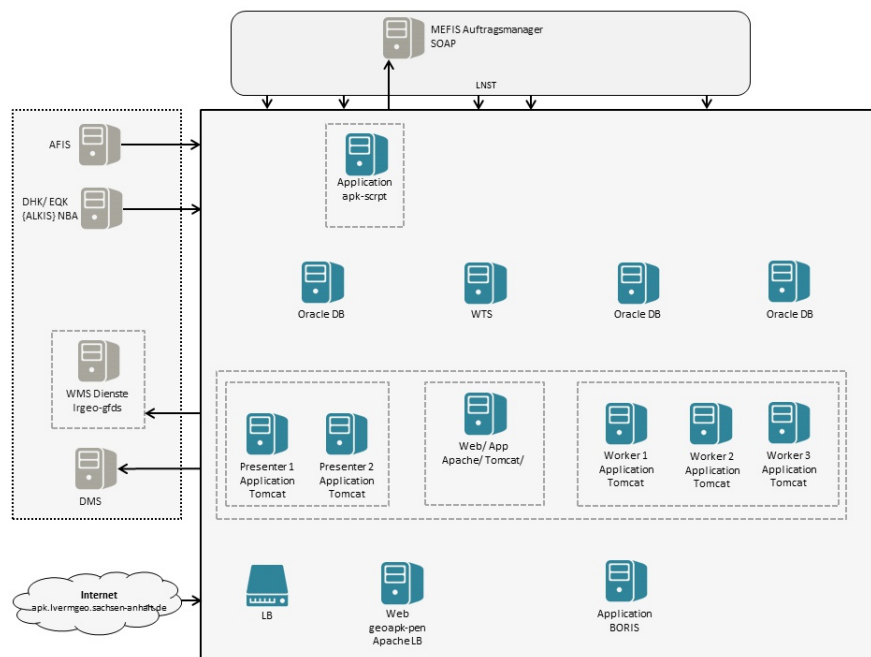 MEFIS Auftragsmanager
SOAP
LNST
AFIS
DHK/ EQK
{ALKIS} NBA
Application
apk-scrpt
Oracle DB
WTS
Oracle DB
Oracle DB
WMS Dienste
lrgeo-gfds
DMS
Presenter 1
Application
Tomcat
Presenter 2
Application
Tomcat
Web/ App
Apache/ Tomcat/
Worker 1
Application
Tomcat
Worker 2
Application
Tomcat
Worker 3
Application
Tomcat
Internet
apk.lvermgeo.sachsen-anhalt.de
LB
Web
geoapk-pen
Apache LB
Application
BORIS